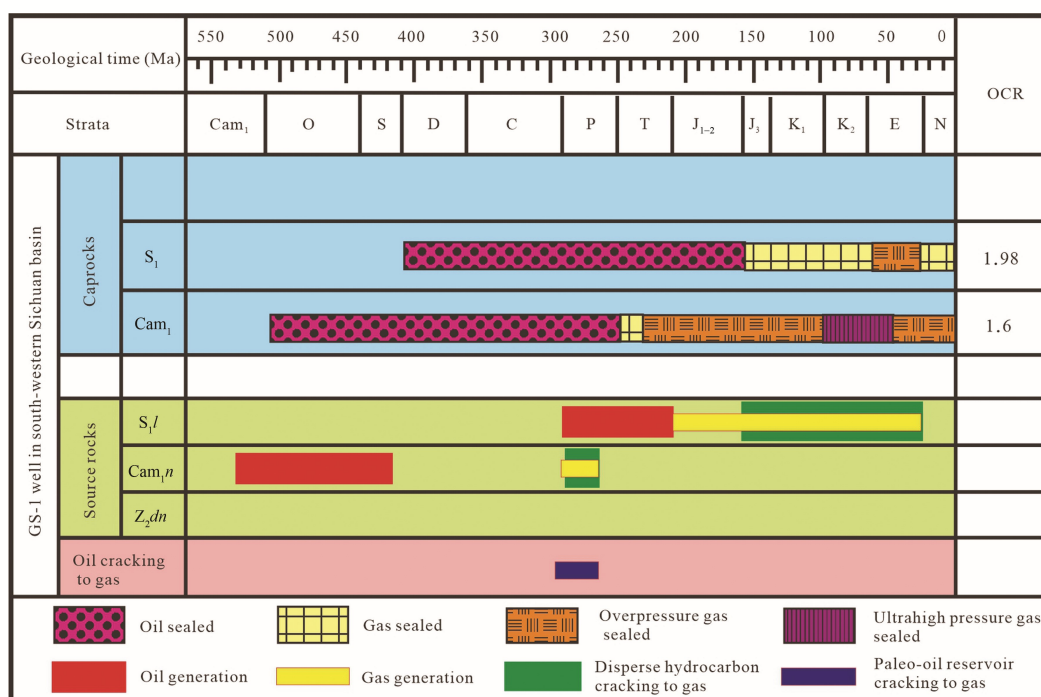 Geological time (Ma) 550 500 400 350 300 250 200 150 100 50 0
OCR
Strata Cam₁ O S D C P T J₁₋₂ J₃ K₁ K₂ E N
GS-1 well in south-western Sichuan basin
Caprocks
S₁ 1.98
Cam₁ 1.6
Source rocks
S₁l
Cam₁n
Z₂dn
Oil cracking
to gas
Oil sealed
Gas sealed
Overpressure gas
sealed
Ultrahigh pressure gas
sealed
Oil generation
Gas generation
Disperse hydrocarbon
cracking to gas
Paleo-oil reservoir
cracking to gas